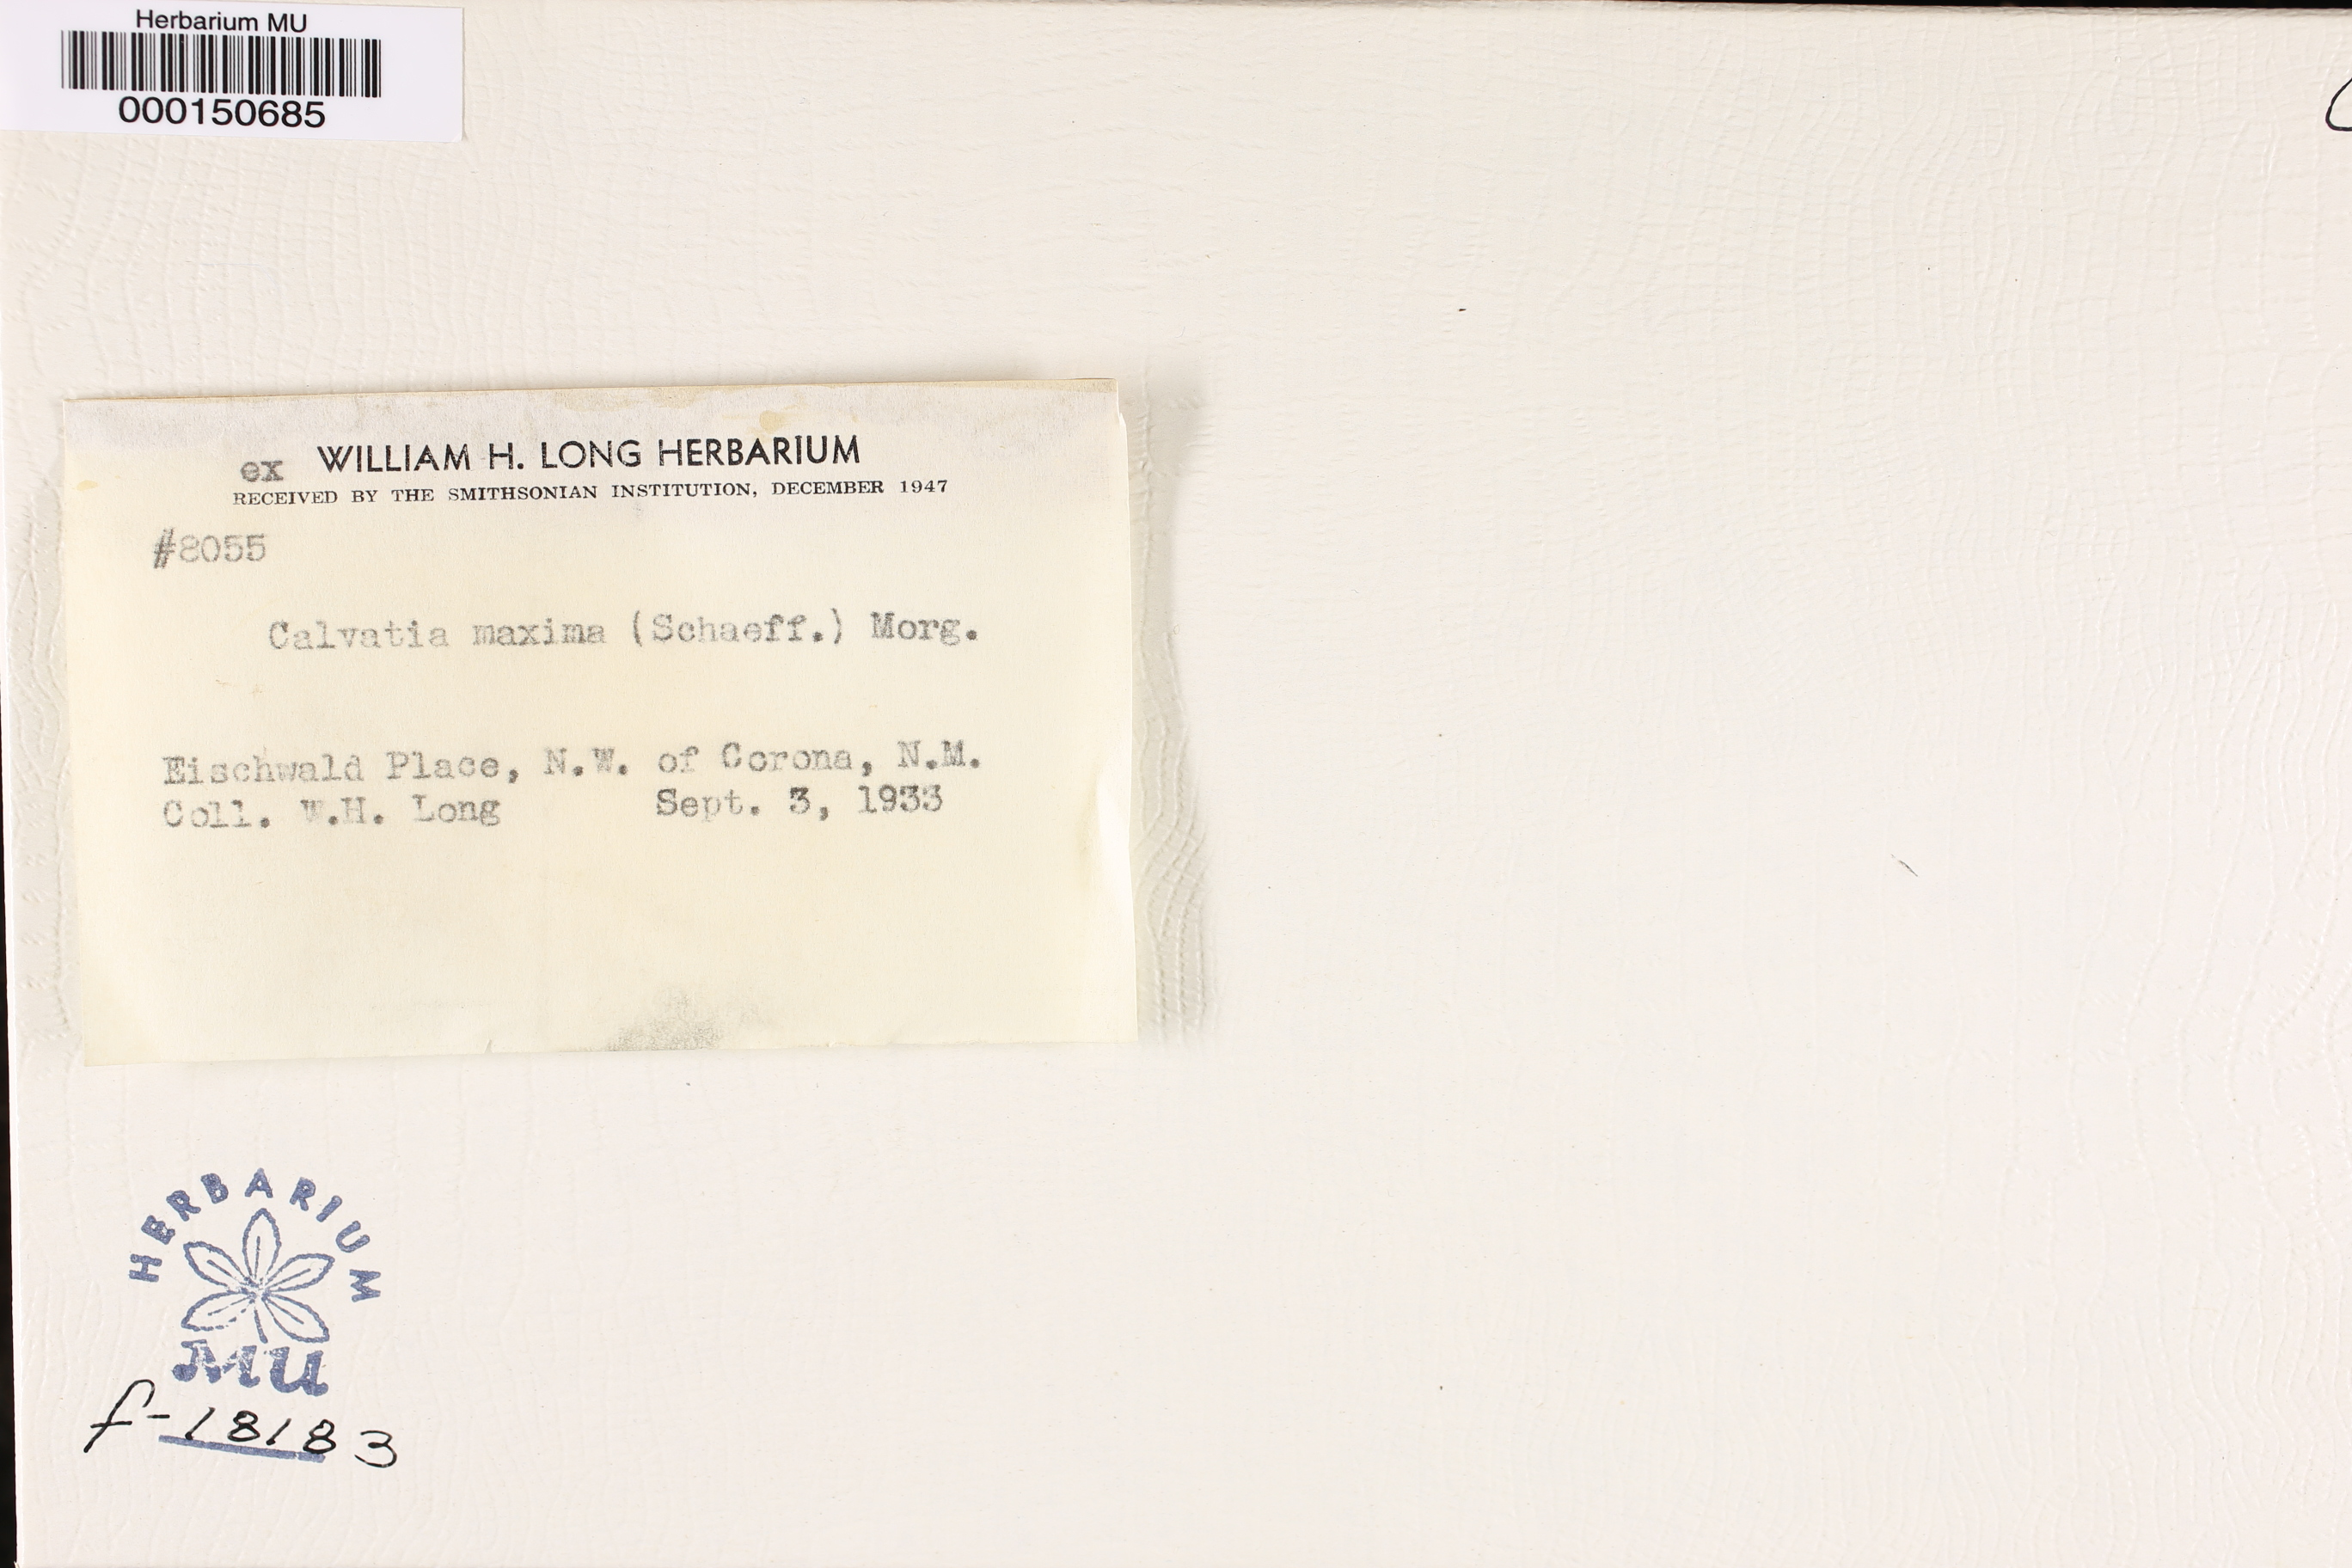 Herbarium MU
000150685
ex WILLIAM H. LONG HERBARIUM
RECEIVED BY THE SMITHSONIAN INSTITUTION, DECEMBER 1947
#8055
Calvatia maxima (Schaeff.) Morg.
Eischwald Place, N.W. of Corona, N.M.
Coll. W.H. Long Sept. 3, 1933
HERBARIUM
MU
f-18183